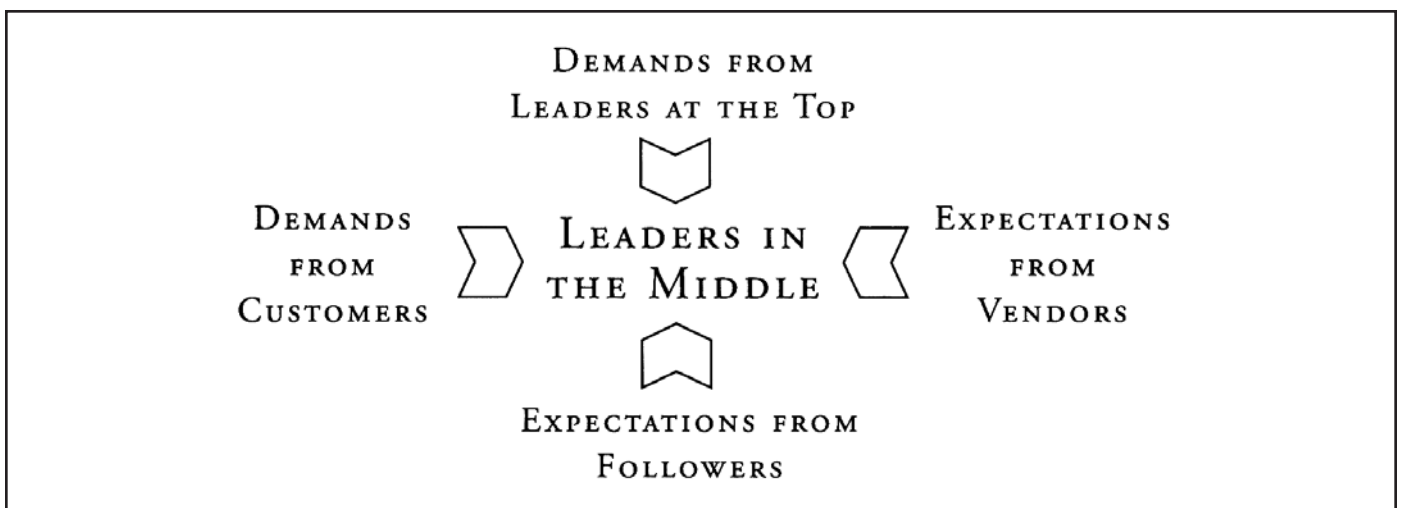 DEMANDS FROM
LEADERS AT THE TOP
DEMANDS
FROM
CUSTOMERS
LEADERS IN
THE MIDDLE
EXPECTATIONS
FROM
VENDORS
EXPECTATIONS FROM
FOLLOWERS